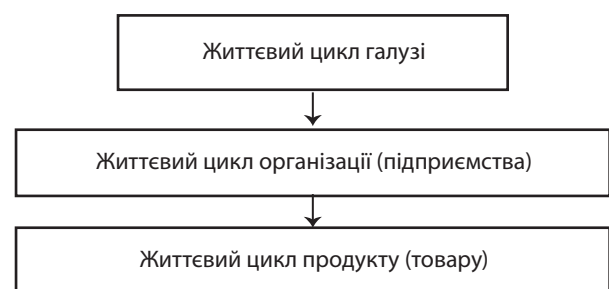 Життєвий цикл галузі
Життєвий цикл організації (підприємства)
Життєвий цикл продукту (товару)